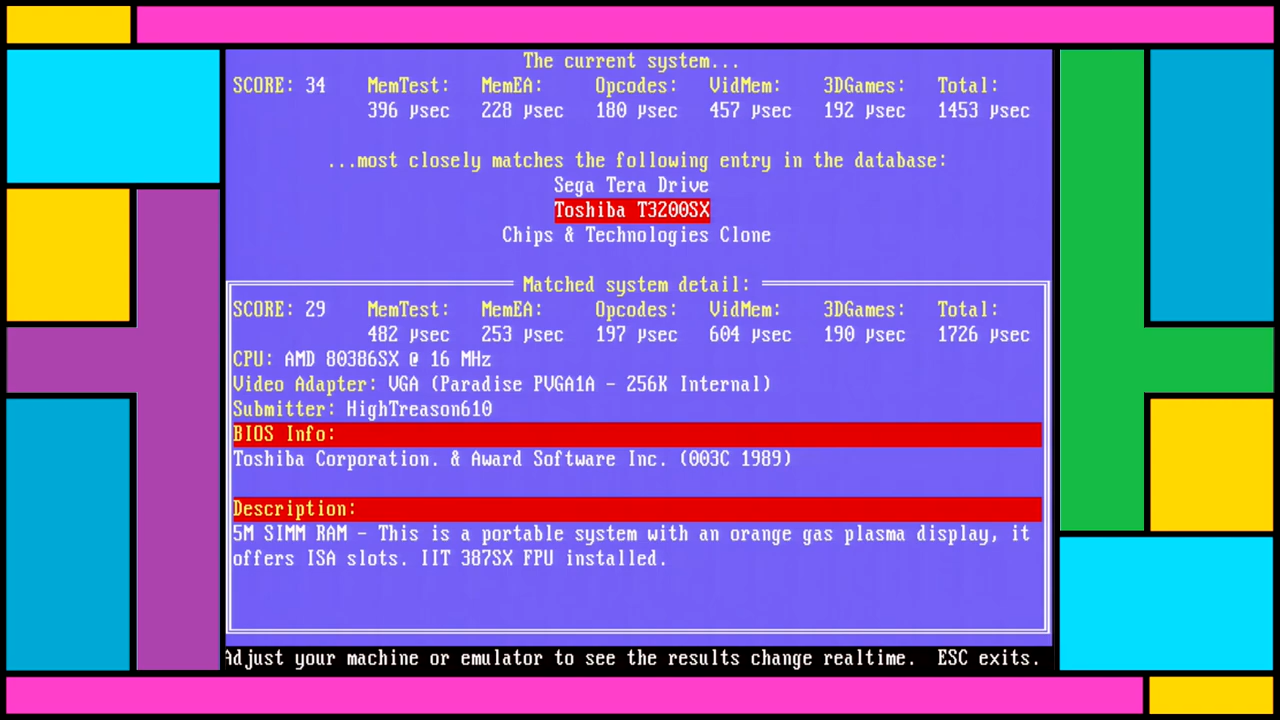 The current system...
SCORE: 34 MemTest: MemEA: Opcodes: VidMem: 3DGames: Total:
396 µsec 228 µsec 180 µsec 457 µsec 192 µsec 1453 µsec
...most closely matches the following entry in the database:
Sega Tera Drive
Toshiba T3200SX
Chips & Technologies Clone
Matched system detail:
SCORE: 29 MemTest: MemEA: Opcodes: VidMem: 3DGames: Total:
482 µsec 253 µsec 197 µsec 604 µsec 190 µsec 1726 µsec
CPU: AMD 80386SX @ 16 MHz
Video Adapter: VGA (Paradise PVGA1A - 256K Internal)
Submitter: HighTreason610
BIOS Info:
Toshiba Corporation. & Award Software Inc. (003C 1989)
Description:
5M SIMM RAM - This is a portable system with an orange gas plasma display, it
offers ISA slots. IIT 387SX FPU installed.
Adjust your machine or emulator to see the results change realtime. ESC exits.